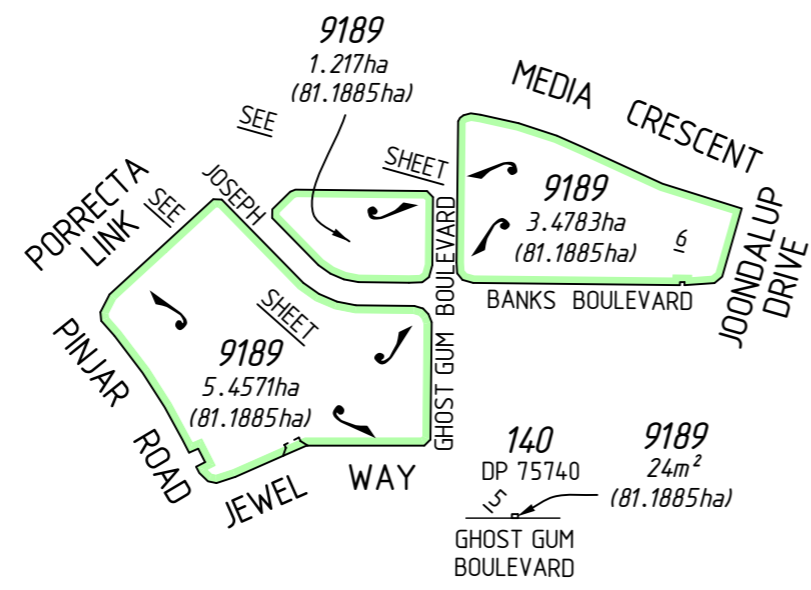 9189
1.217ha
(81.1885ha)
SEE
SHEET
MEDIA CRESCENT
9189
3.4783ha
(81.1885ha)
6
JOONDALUP
DRIVE
BANKS BOULEVARD
GHOST GUM BOULEVARD
JOSEPH
PORRECTA
LINK
SEE
SHEET
PINJAR ROAD
9189
5.4571ha
(81.1885ha)
JEWEL WAY
140
DP 75740
5
9189
24m²
(81.1885ha)
GHOST GUM
BOULEVARD